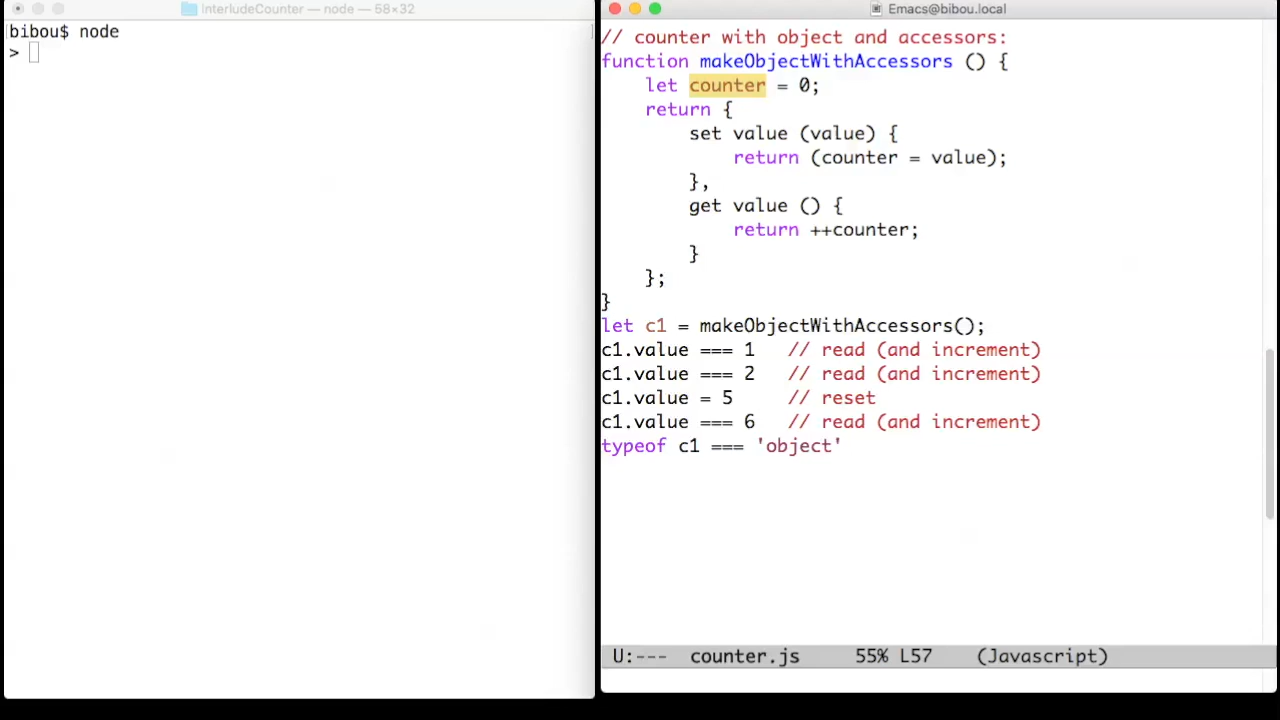 InterludeCounter — node — 58×32
bibou$ node
>
Emacs@bibou.local
// counter with object and accessors:
function makeObjectWithAccessors () {
    let counter = 0;
    return {
        set value (value) {
            return (counter = value);
        },
        get value () {
            return ++counter;
        }
    };
}
let c1 = makeObjectWithAccessors();
c1.value === 1   // read (and increment)
c1.value === 2   // read (and increment)
c1.value = 5     // reset
c1.value === 6   // read (and increment)
typeof c1 === 'object'
U:---  counter.js     55% L57    (Javascript)